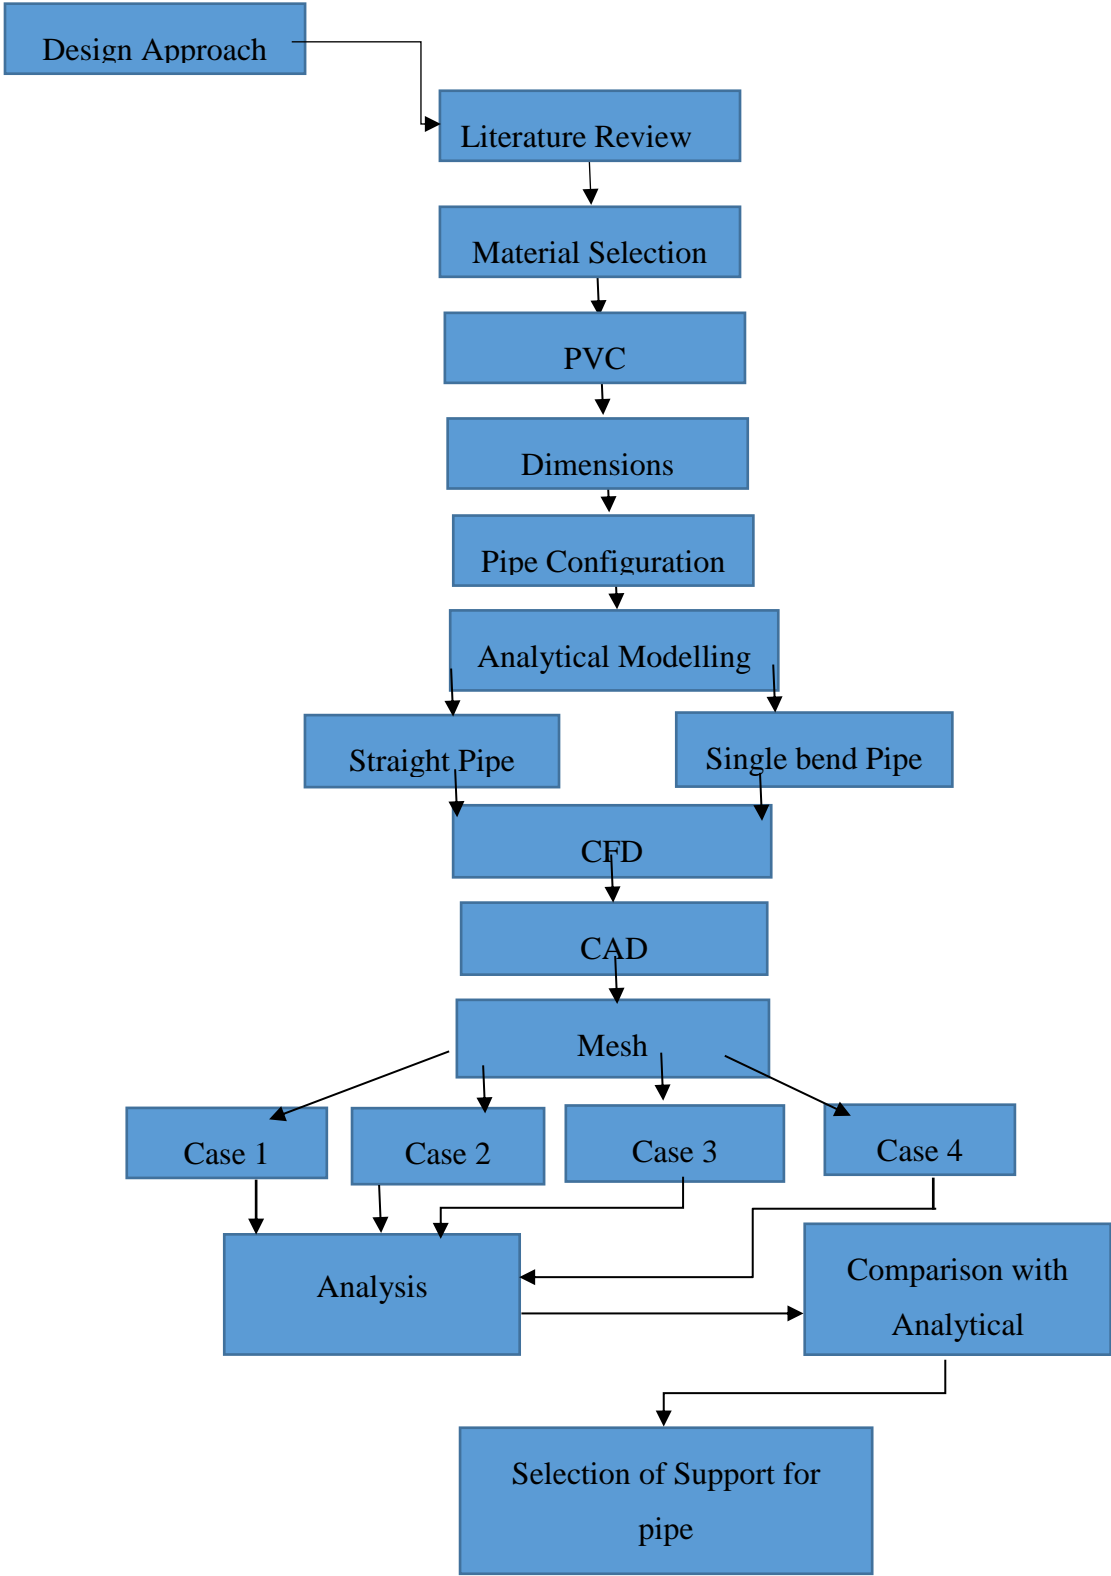 Design Approach
Literature Review
Material Selection
PVC
Dimensions
Pipe Configuration
Analytical Modelling
Straight Pipe
Single bend Pipe
CFD
CAD
Mesh
Case 1
Case 2
Case 3
Case 4
Analysis
Comparison with
Analytical
Selection of Support for
pipe